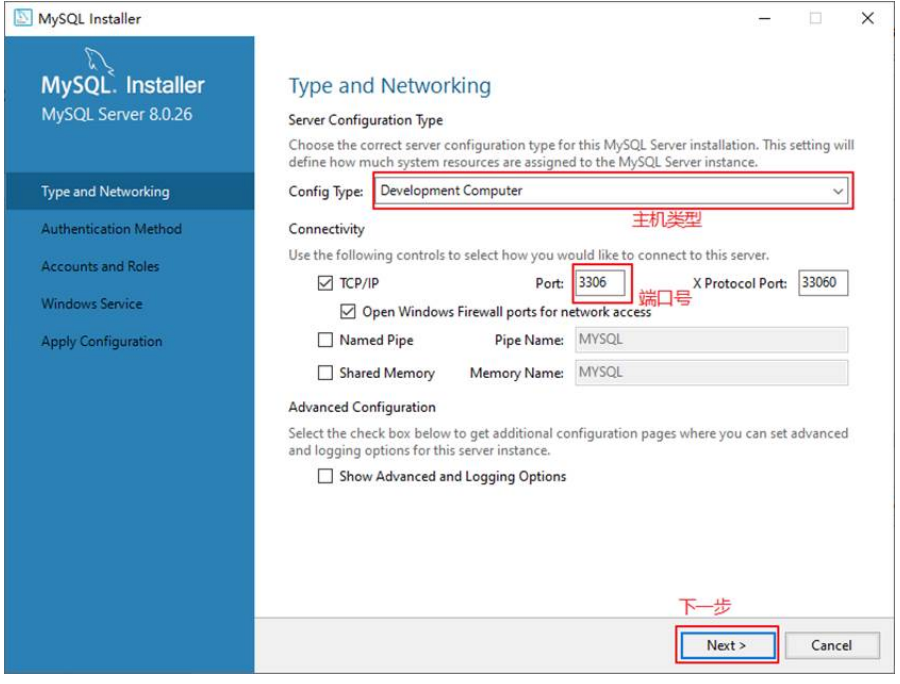 MySQL Installer
MySQL. Installer
MySQL Server 8.0.26
Type and Networking
Authentication Method
Accounts and Roles
Windows Service
Apply Configuration
Type and Networking
Server Configuration Type
Choose the correct server configuration type for this MySQL Server installation. This setting will
define how much system resources are assigned to the MySQL Server instance.
Config Type: Development Computer
主机类型
Connectivity
Use the following controls to select how you would like to connect to this server.
TCP/IP Port: 3306 X Protocol Port: 33060
端口号
Open Windows Firewall ports for network access
Named Pipe Pipe Name: MYSQL
Shared Memory Memory Name: MYSQL
Advanced Configuration
Select the check box below to get additional configuration pages where you can set advanced
and logging options for this server instance.
Show Advanced and Logging Options
下一步
Next > Cancel